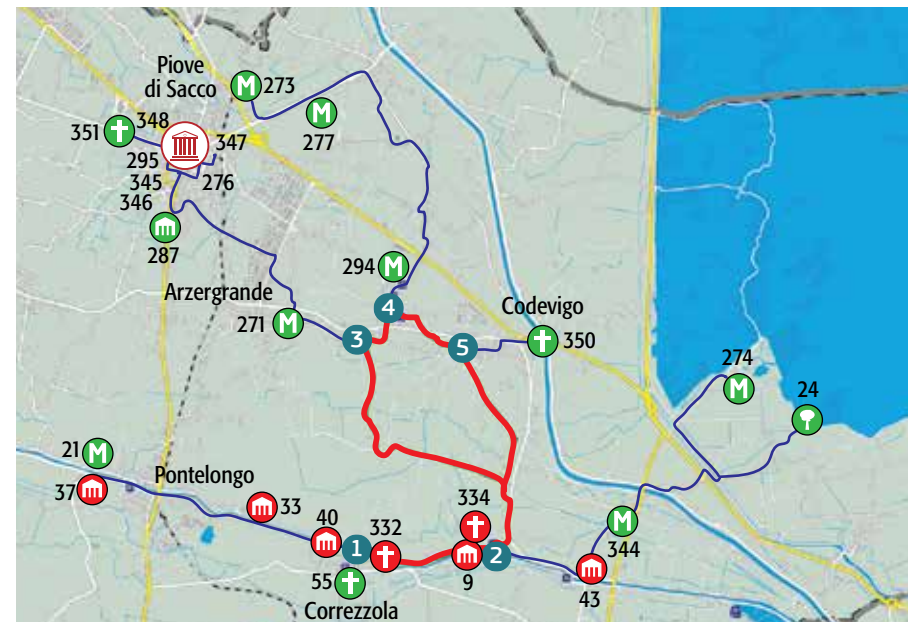 Piove
di Sacco
M 273
M
277
348
351
347
295
276
345
346
287
294 M
Arzergrande
271 M
4
3
5
Codevigo
350
274
M
24
21
M
37
Pontelongo
33
40
332
334
1
55
Correzzola
9
2
M
344
43